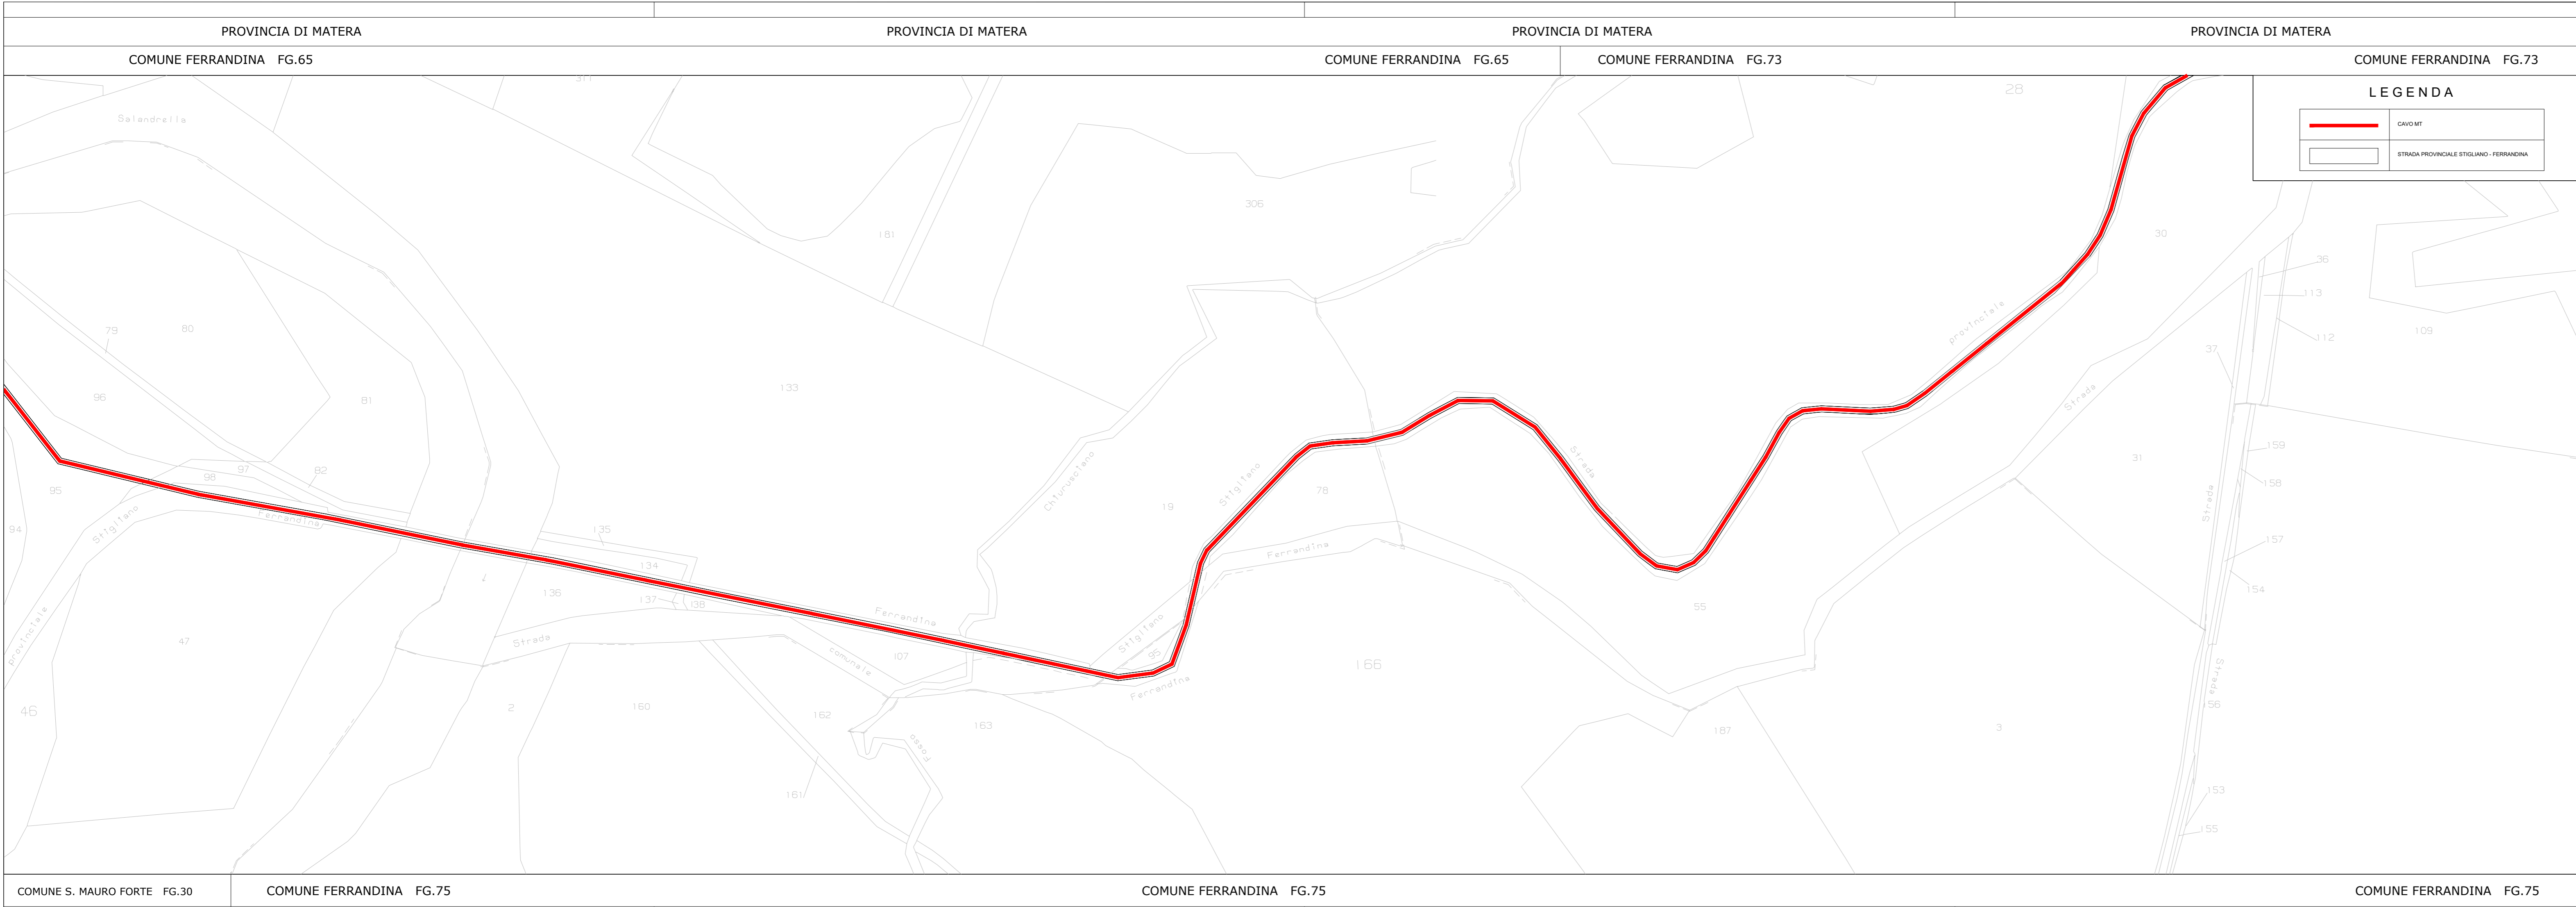 PROVINCIA DI MATERA
PROVINCIA DI MATERA
PROVINCIA DI MATERA
PROVINCIA DI MATERA
COMUNE FERRANDINA FG.65
COMUNE FERRANDINA FG.65
COMUNE FERRANDINA FG.73
COMUNE FERRANDINA FG.73
LEGENDA
CAVO MT
STRADA PROVINCIALE STIGLIANO - FERRANDINA
28
Salandrella
306
181
30
36
113
112
109
37
79
80
133
provinciale
96
81
Strada
159
158
97
82
98
95
Chiurusciano
Stigliano
78
Strada
31
19
Strada
94
Stigliano
Ferrandina
135
157
154
134
Ferrandina
136
137
138
55
provinciale
47
Strada
Ferrandina
Stigliano
95
107
comunale
166
Ferrandina
Strada
156
46
2
160
162
163
Fosso
187
3
161
153
155
COMUNE S. MAURO FORTE FG.30
COMUNE FERRANDINA FG.75
COMUNE FERRANDINA FG.75
COMUNE FERRANDINA FG.75